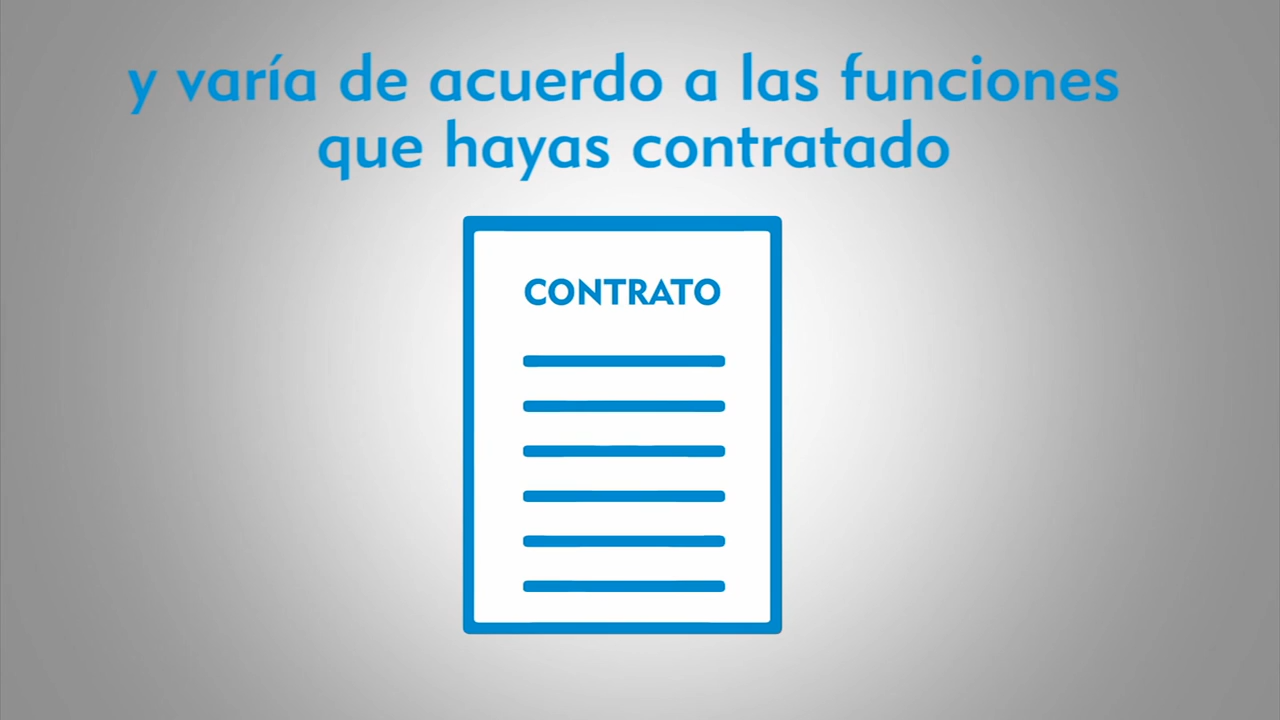 y varía de acuerdo a las funciones
que hayas contratado
CONTRATO